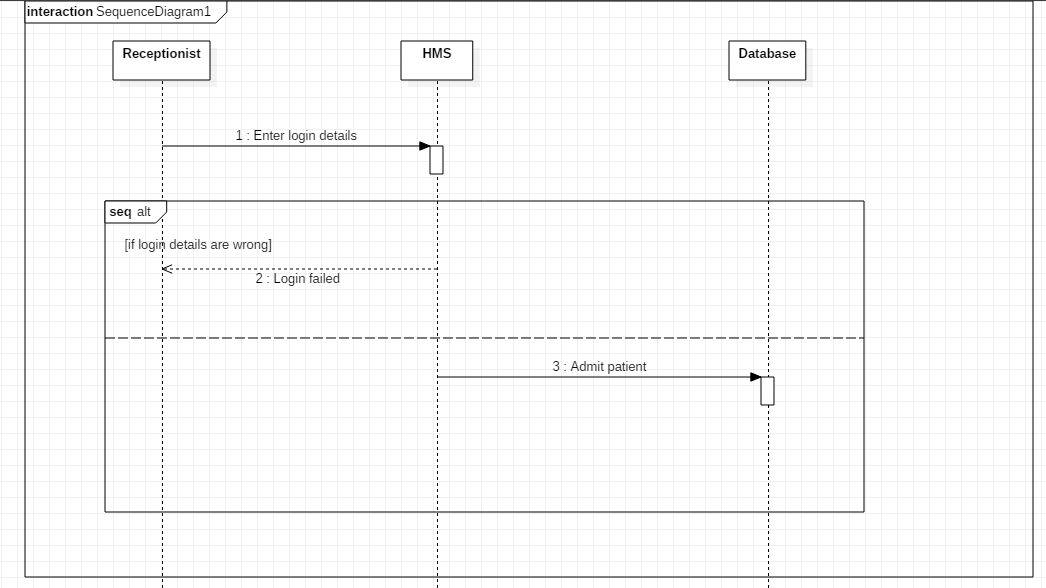 interaction SequenceDiagram1
Receptionist
HMS
Database
1 : Enter login details
seq alt
[if login details are wrong]
2 : Login failed
3 : Admit patient